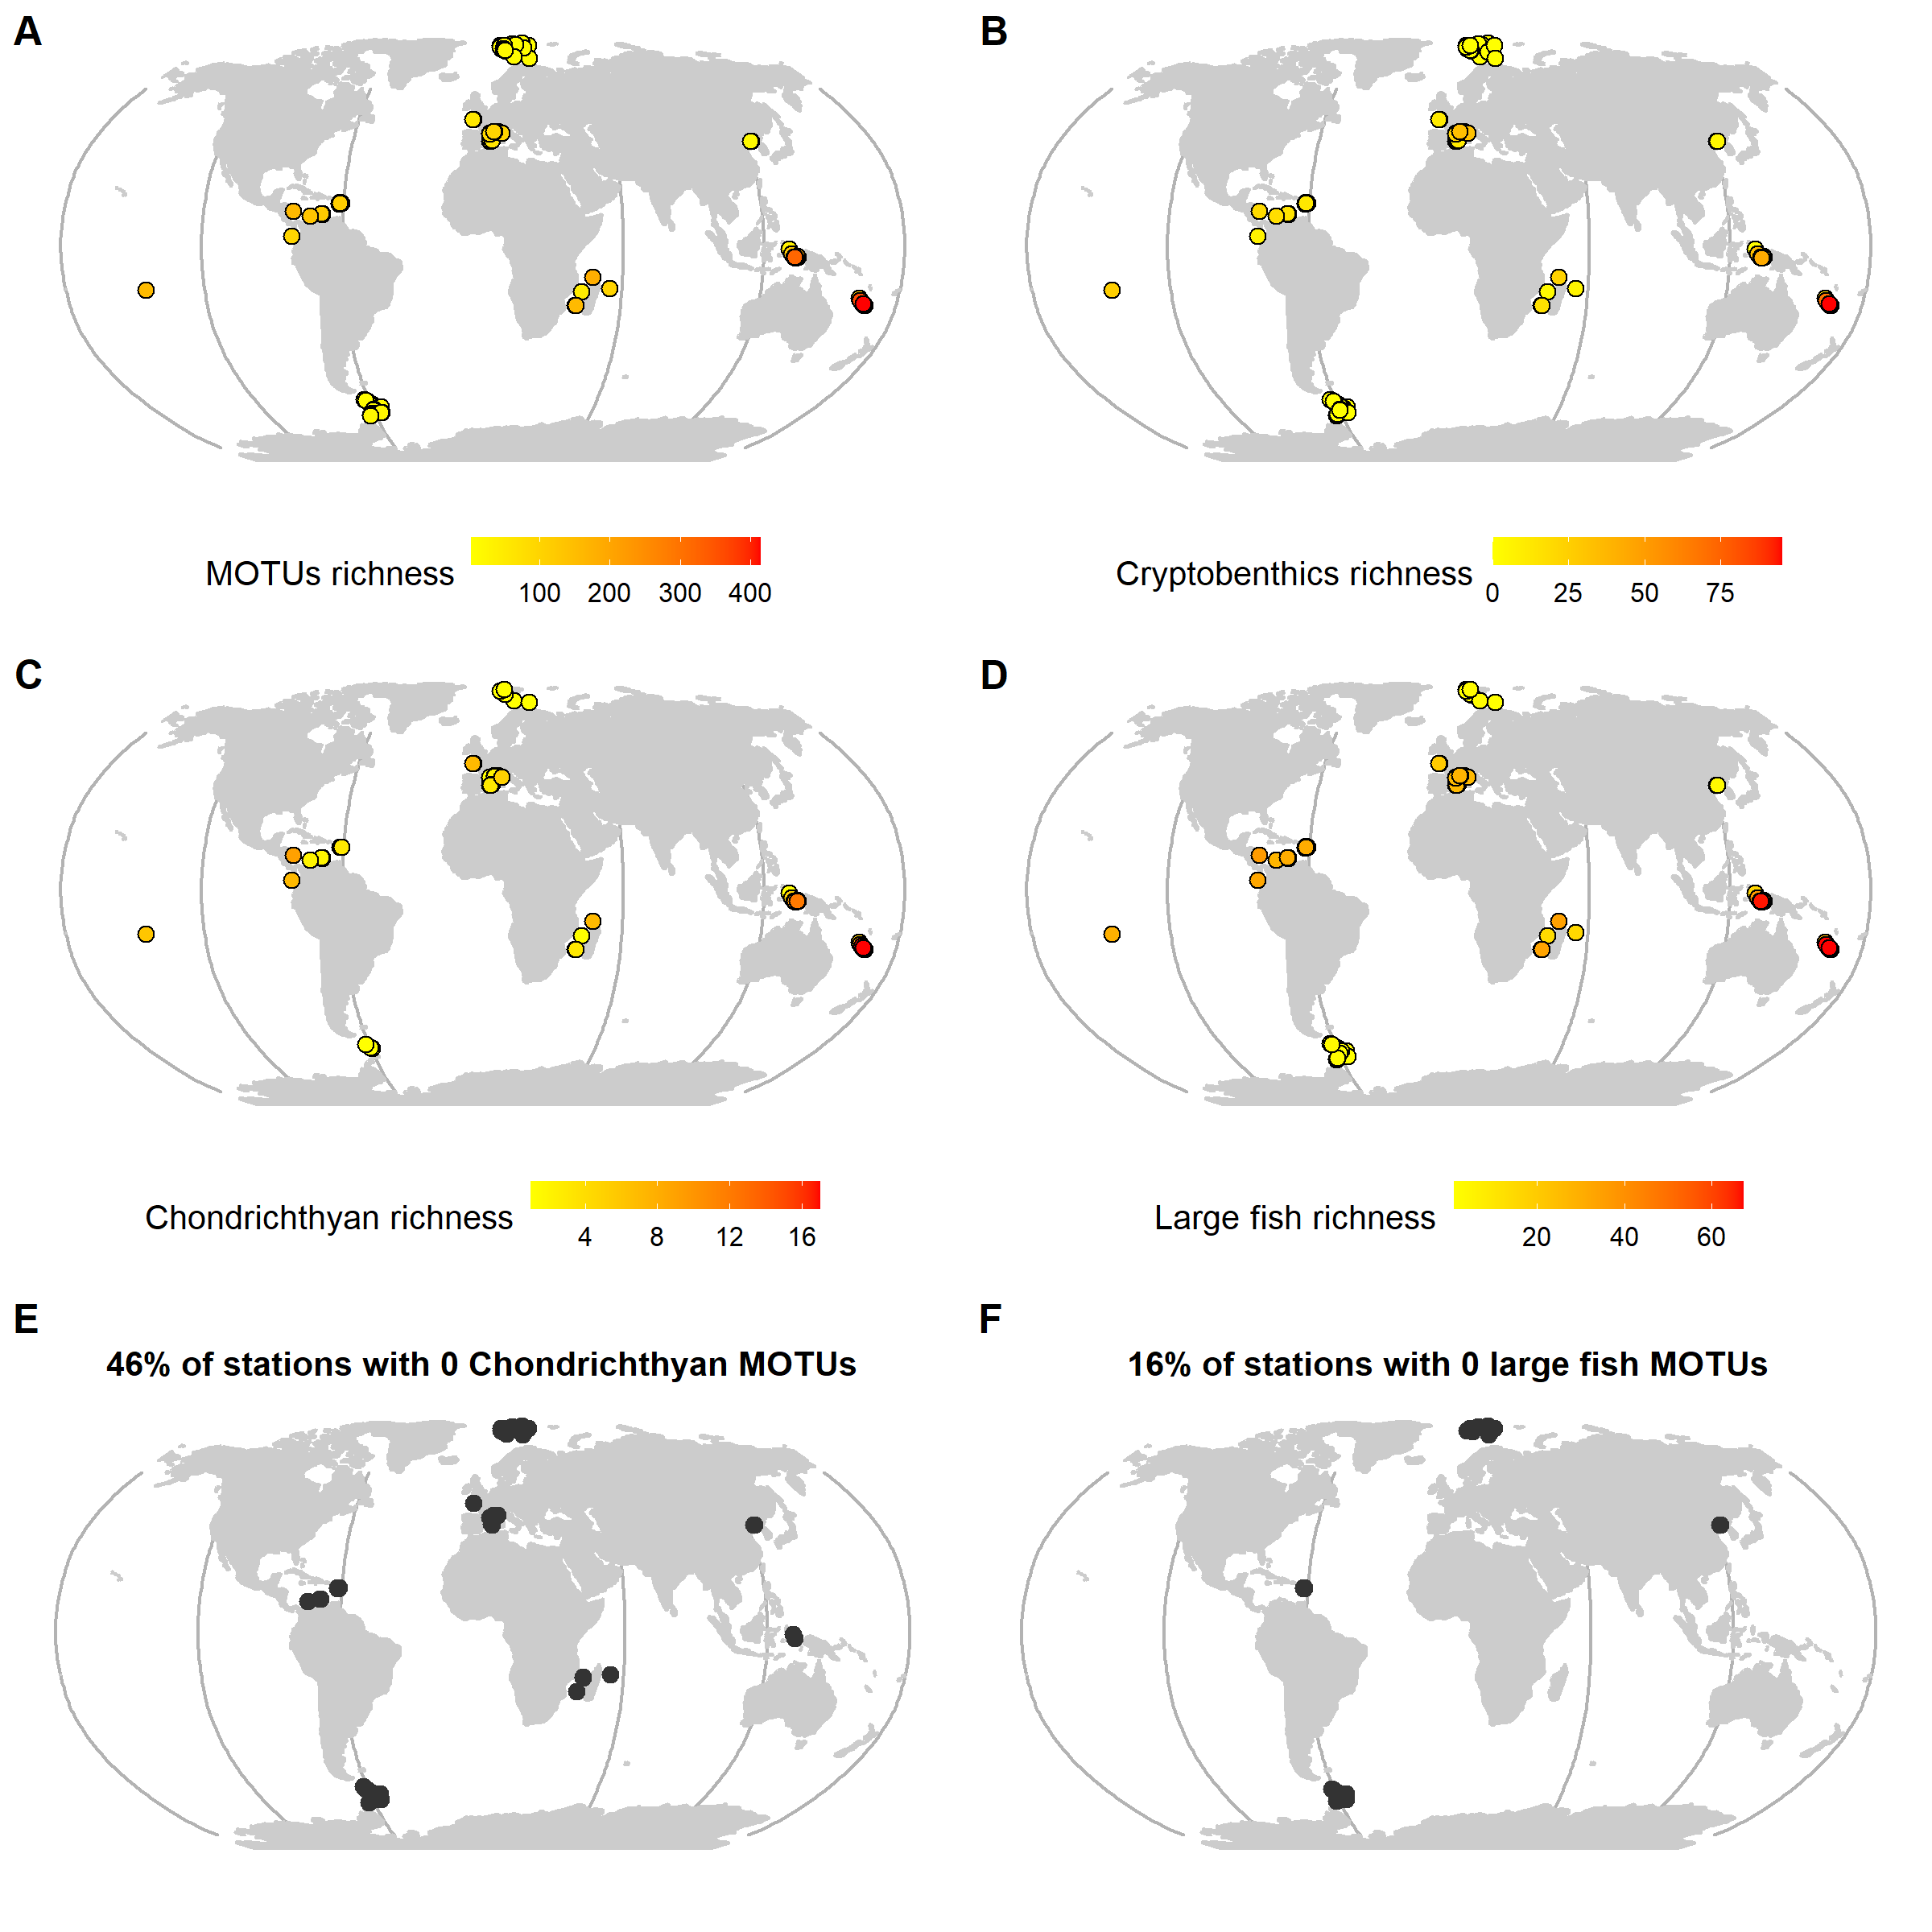 A
B
MOTUs richness
100 200 300 400
Cryptobenthics richness
0 25 50 75
C
D
Chondrichthyan richness
4 8 12 16
Large fish richness
20 40 60
E
F
46% of stations with 0 Chondrichthyan MOTUs
16% of stations with 0 large fish MOTUs